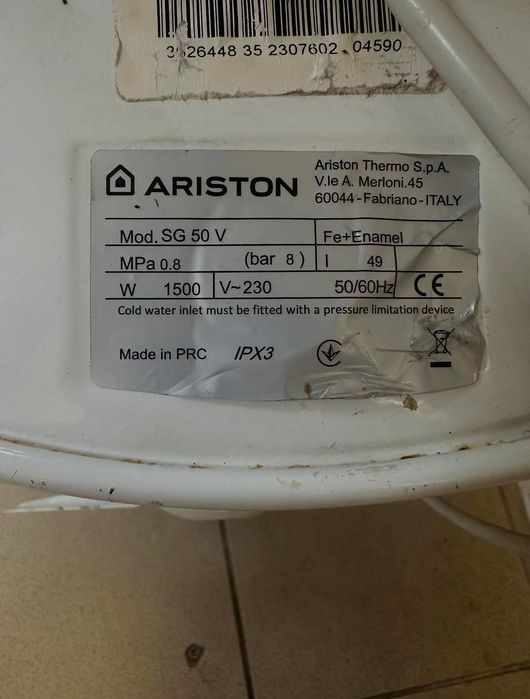 35 2307602 04590
ARISTON
Ariston Thermo S.p.A.
V.le A. Merloni.45
60044-Fabriano-ITALY
Mod. SG 50 V
Fe+Enamel
MPa 0.8 (bar 8)
l 49
W 1500
V~230 50/60Hz
CE
Cold water inlet must be fitted with a pressure limitation device
Made in PRC IPX3